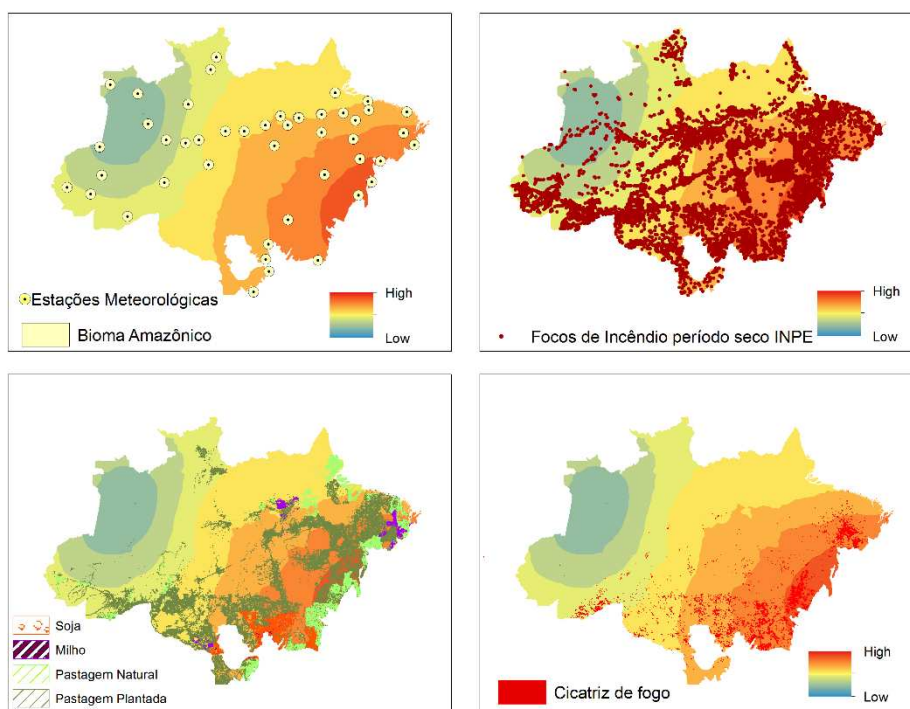 Estações Meteorológicas
Bioma Amazônico
High
Low
Focos de Incêndio período seco INPE
High
Low
Soja
Milho
Pastagem Natural
Pastagem Plantada
Cicatriz de fogo
High
Low